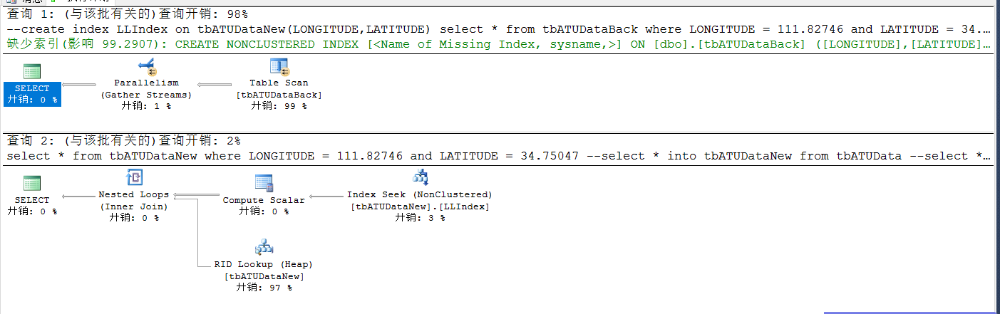 查询 1: (与该批有关的)查询开销: 98%
--create index LLIndex on tbATUDataNew(LONGITUDE,LATITUDE) select * from tbATUDataBack where LONGITUDE = 111.82746 and LATITUDE = 34.…
缺少索引(影响 99.2907): CREATE NONCLUSTERED INDEX [<Name of Missing Index, sysname,>] ON [dbo].[tbATUDataBack] ([LONGITUDE],[LATITUDE]…
SELECT
开销: 0 %
Parallelism
(Gather Streams)
开销: 1 %
Table Scan
[tbATUDataBack]
开销: 99 %
查询 2: (与该批有关的)查询开销: 2%
select * from tbATUDataNew where LONGITUDE = 111.82746 and LATITUDE = 34.75047 --select * into tbATUDataNew from tbATUData --select *…
SELECT
开销: 0 %
Nested Loops
(Inner Join)
开销: 0 %
Compute Scalar
开销: 0 %
Index Seek (NonClustered)
[tbATUDataNew].[LLIndex]
开销: 3 %
RID Lookup (Heap)
[tbATUDataNew]
开销: 97 %